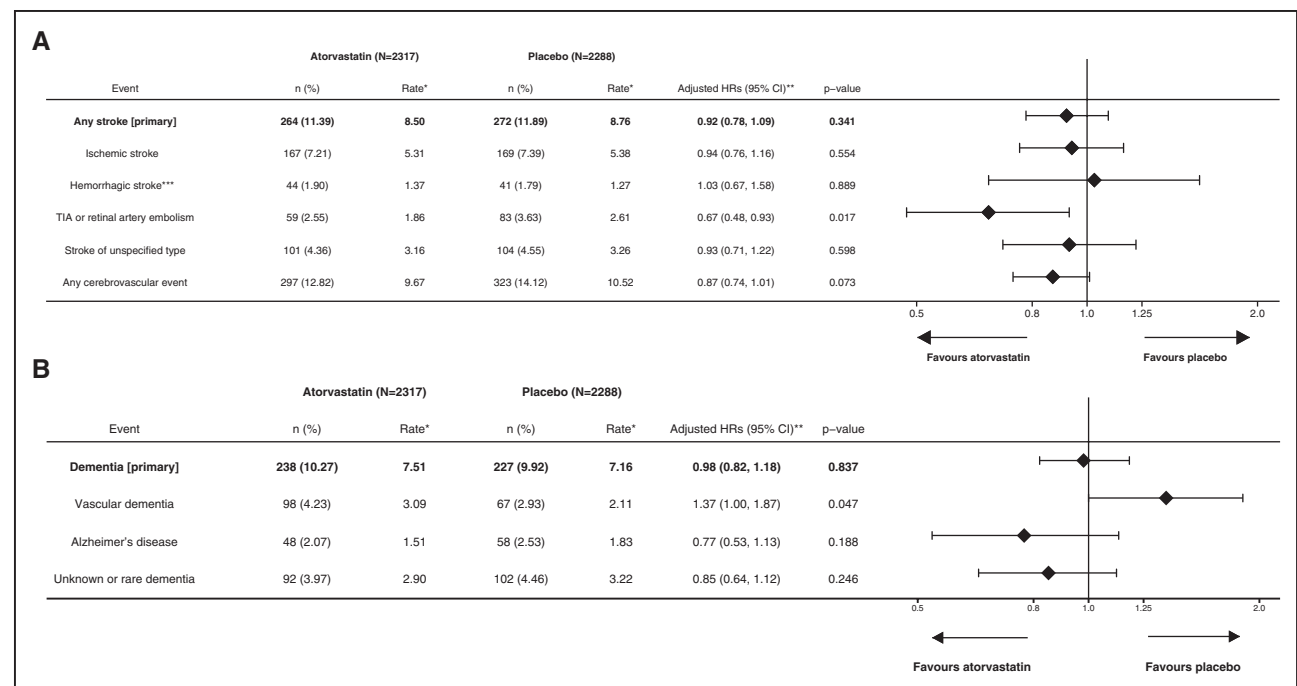 A
Atorvastatin (N=2317) Placebo (N=2288)
Event n (%) Rate* n (%) Rate* Adjusted HRs (95% CI)** p-value
Any stroke [primary] 264 (11.39) 8.50 272 (11.89) 8.76 0.92 (0.78, 1.09) 0.341
Ischemic stroke 167 (7.21) 5.31 169 (7.39) 5.38 0.94 (0.76, 1.16) 0.554
Hemorrhagic stroke*** 44 (1.90) 1.37 41 (1.79) 1.27 1.03 (0.67, 1.58) 0.889
TIA or retinal artery embolism 59 (2.55) 1.86 83 (3.63) 2.61 0.67 (0.48, 0.93) 0.017
Stroke of unspecified type 101 (4.36) 3.16 104 (4.55) 3.26 0.93 (0.71, 1.22) 0.598
Any cerebrovascular event 297 (12.82) 9.67 323 (14.12) 10.52 0.87 (0.74, 1.01) 0.073
0.5 0.8 1.0 1.25 2.0
Favours atorvastatin Favours placebo
B
Atorvastatin (N=2317) Placebo (N=2288)
Event n (%) Rate* n (%) Rate* Adjusted HRs (95% CI)** p-value
Dementia [primary] 238 (10.27) 7.51 227 (9.92) 7.16 0.98 (0.82, 1.18) 0.837
Vascular dementia 98 (4.23) 3.09 67 (2.93) 2.11 1.37 (1.00, 1.87) 0.047
Alzheimer's disease 48 (2.07) 1.51 58 (2.53) 1.83 0.77 (0.53, 1.13) 0.188
Unknown or rare dementia 92 (3.97) 2.90 102 (4.46) 3.22 0.85 (0.64, 1.12) 0.246
0.5 0.8 1.0 1.25 2.0
Favours atorvastatin Favours placebo